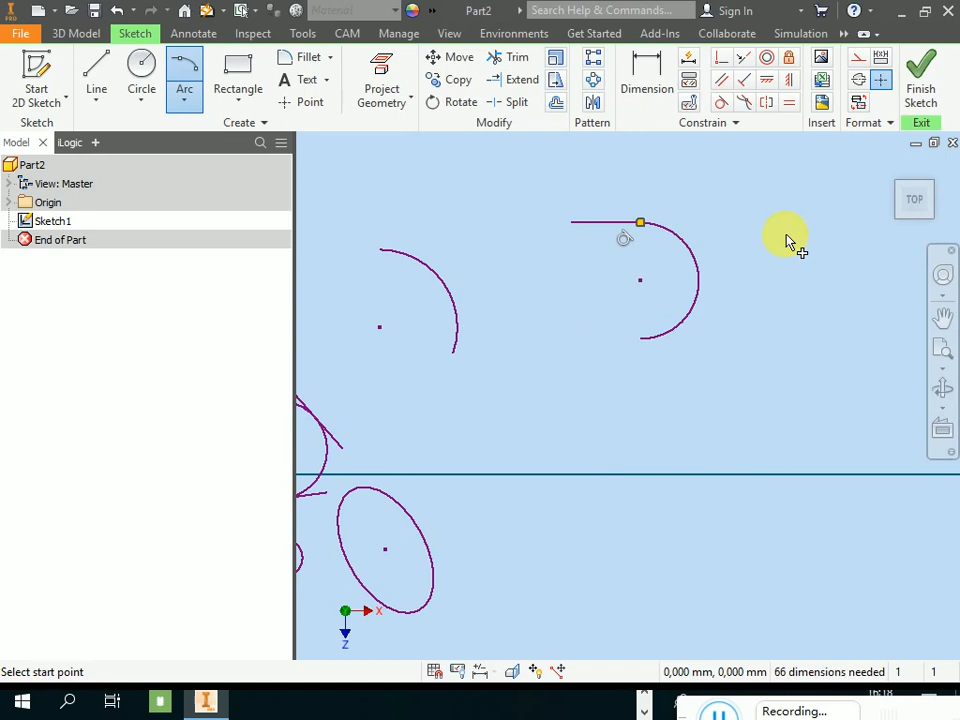 PRO
Material
Part2
Search Help & Commands...
Sign In
File 3D Model Sketch Annotate Inspect Tools CAM Manage View Environments Get Started Add-Ins Collaborate Simulation
Start
2D Sketch
Line
Circle
Arc
Rectangle
Fillet
Text
Point
Project
Geometry
Move
Copy
Rotate
Trim
Extend
Split
Dimension
Finish
Sketch
Sketch Create Modify Pattern Constrain Insert Format Exit
Model iLogic
Part2
View: Master
Origin
Sketch1
End of Part
TOP
X
Z
Select start point
0,000 mm, 0,000 mm 66 dimensions needed 1 1
16:18
Recording...